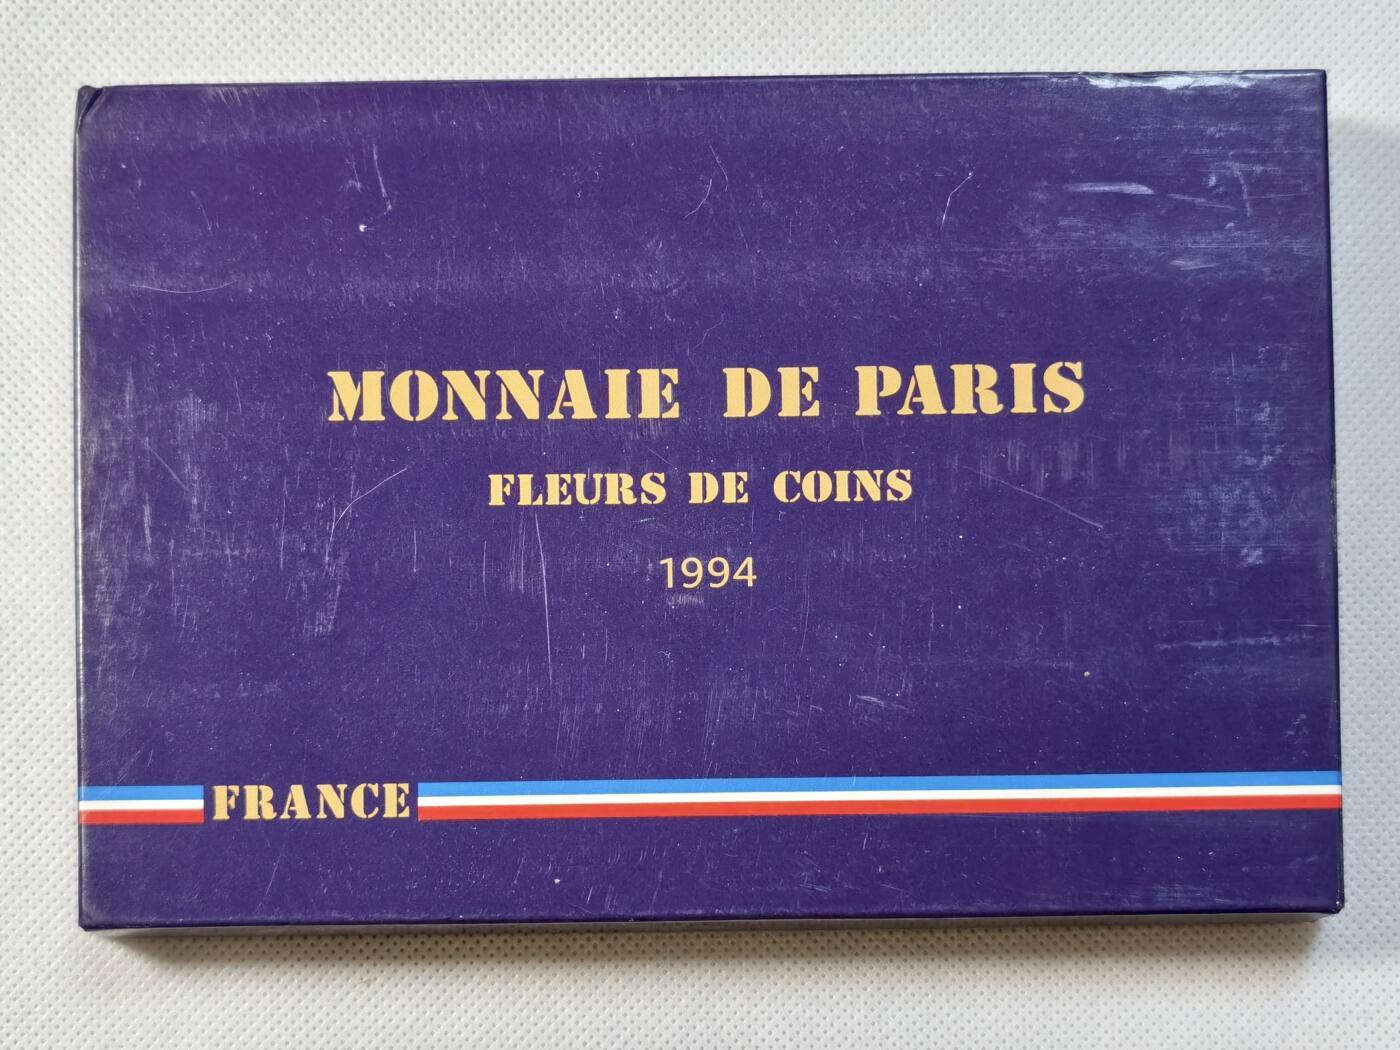 MONNAIE DE PARIS
FLEURS DE COINS
1994
FRANCE